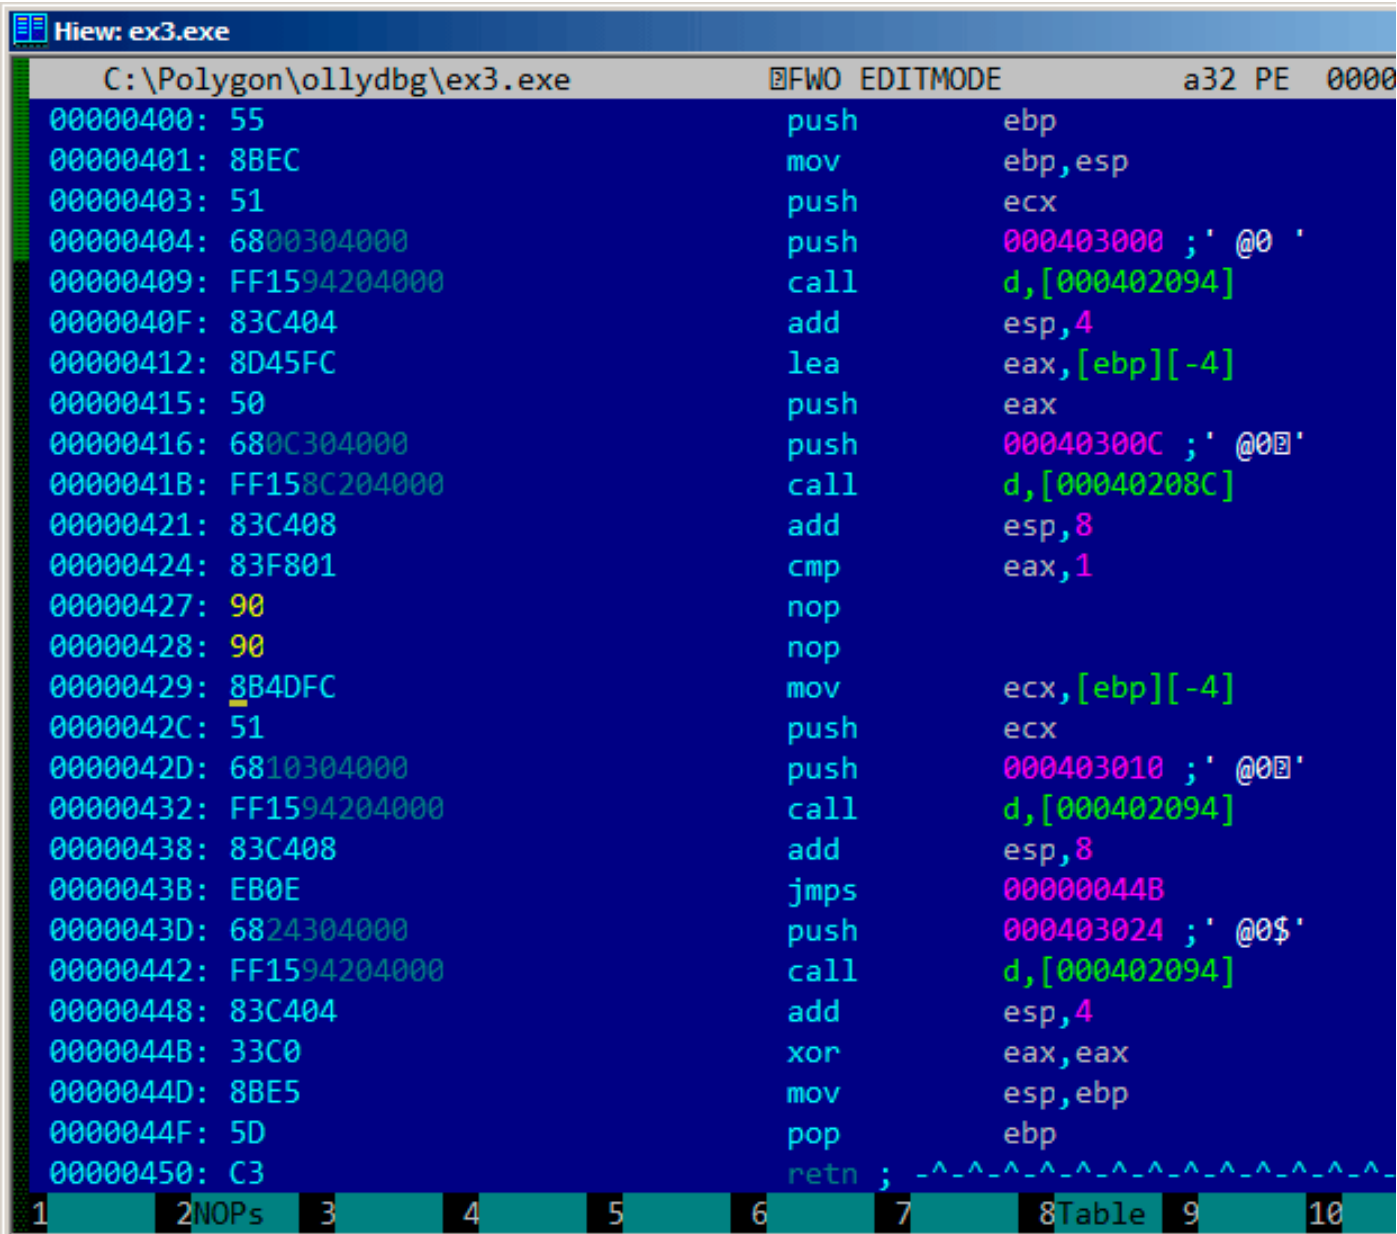 Hiew: ex3.exe
C:\Polygon\ollydbg\ex3.exe FWO EDITMODE a32 PE 0000
00000400: 55 push ebp
00000401: 8BEC mov ebp,esp
00000403: 51 push ecx
00000404: 6800304000 push 000403000 ;' @0 '
00000409: FF1594204000 call d,[000402094]
0000040F: 83C404 add esp,4
00000412: 8D45FC lea eax,[ebp][-4]
00000415: 50 push eax
00000416: 680C304000 push 00040300C ;' @0⍰'
0000041B: FF158C204000 call d,[00040208C]
00000421: 83C408 add esp,8
00000424: 83F801 cmp eax,1
00000427: 90 nop
00000428: 90 nop
00000429: 8B4DFC mov ecx,[ebp][-4]
0000042C: 51 push ecx
0000042D: 6810304000 push 000403010 ;' @0⍰'
00000432: FF1594204000 call d,[000402094]
00000438: 83C408 add esp,8
0000043B: EB0E jmps 00000044B
0000043D: 6824304000 push 000403024 ;' @0$'
00000442: FF1594204000 call d,[000402094]
00000448: 83C404 add esp,4
0000044B: 33C0 xor eax,eax
0000044D: 8BE5 mov esp,ebp
0000044F: 5D pop ebp
00000450: C3 retn ; -^-^-^-^-^-^-^-^-^-^-^-^-^-
1 2NOPs 3 4 5 6 7 8Table 9 10